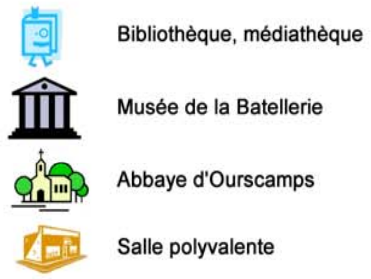 Bibliothèque, médiathèque
Musée de la Batellerie
Abbaye d'Ourscamps
Salle polyvalente